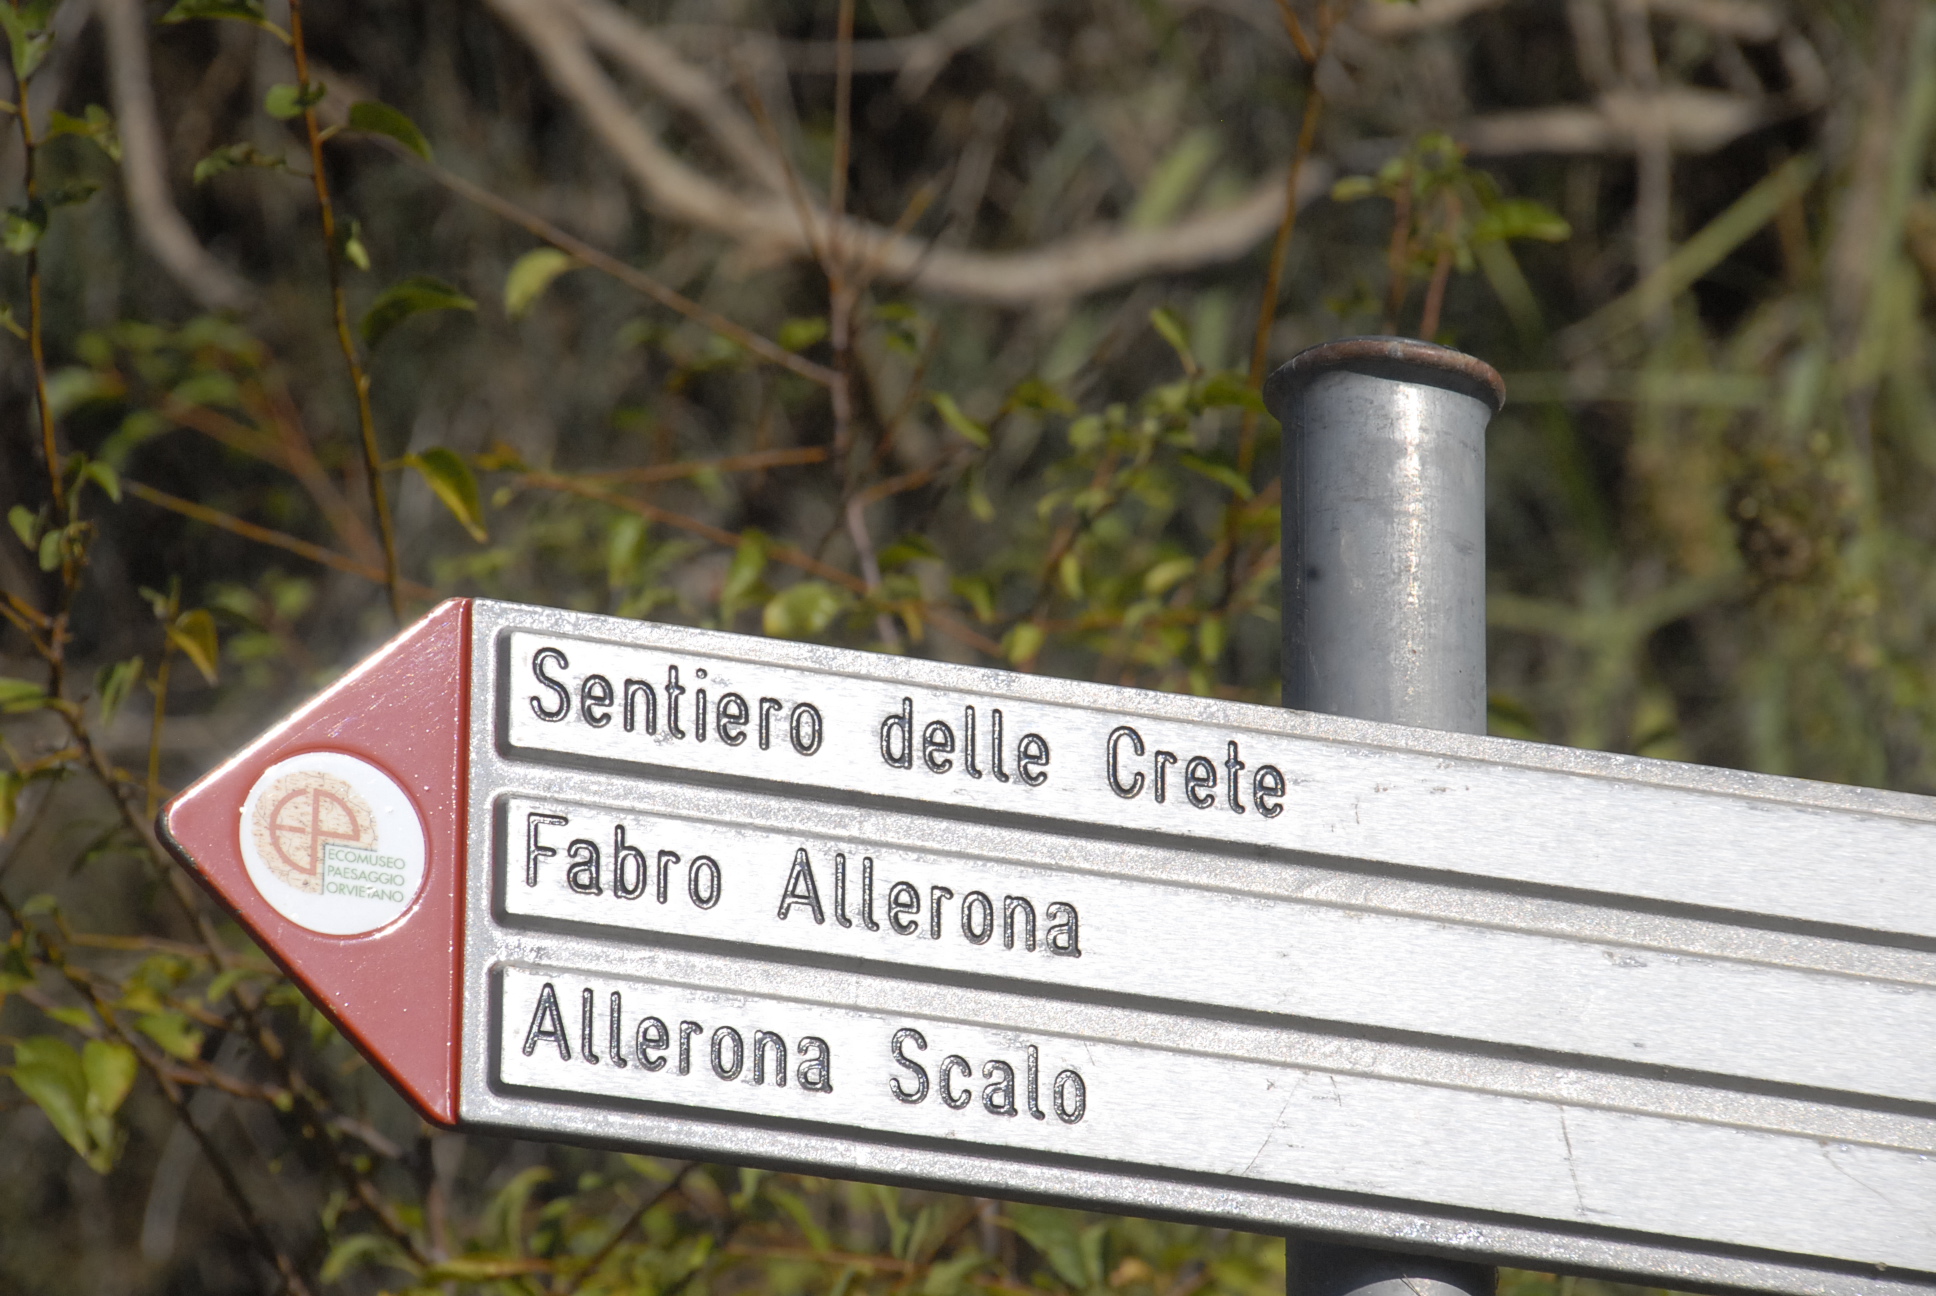 Sentiero delle Crete
Fabro Allerona
Allerona Scalo
ECOMUSEO
PAESAGGIO
ORVIETANO